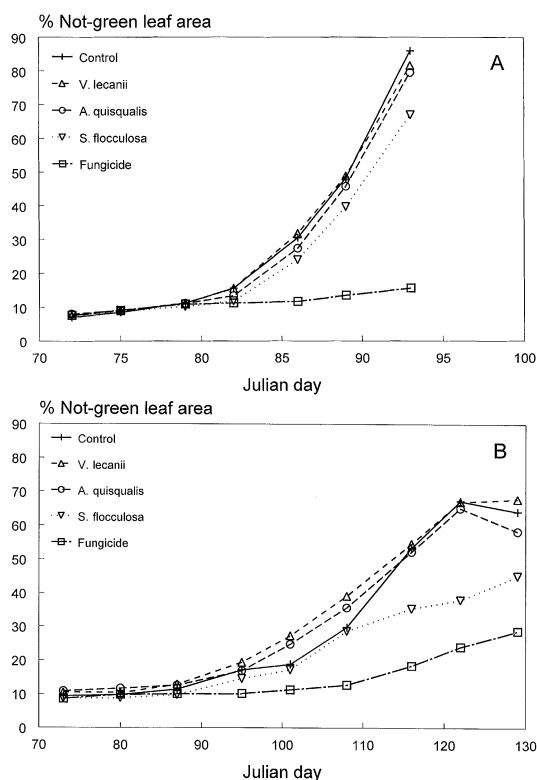 % Not-green leaf area
90
80
70
60
50
40
30
20
10
0
Control
V. lecanii
A. quisqualis
S. flocculosa
Fungicide
A
70 75 80 85 90 95 100
Julian day
% Not-green leaf area
90
80
70
60
50
40
30
20
10
0
Control
V. lecanii
A. quisqualis
S. flocculosa
Fungicide
B
70 80 90 100 110 120 130
Julian day